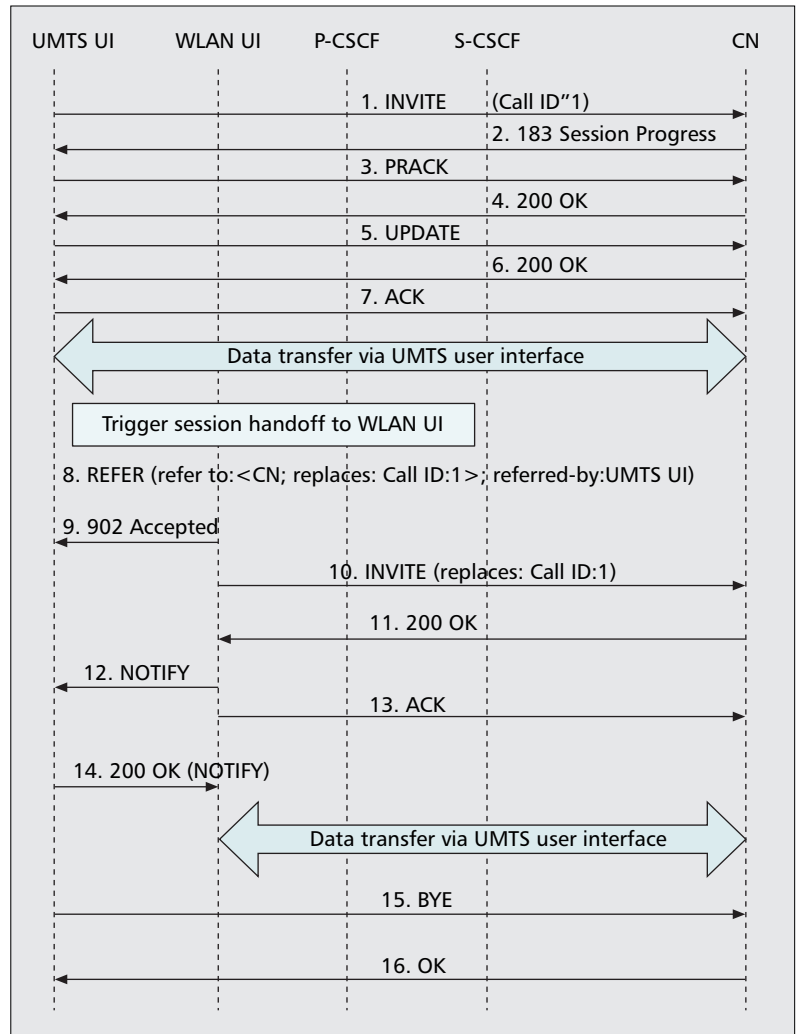 UMTS UI WLAN UI P-CSCF S-CSCF CN
1. INVITE (Call ID"1)
2. 183 Session Progress
3. PRACK
4. 200 OK
5. UPDATE
6. 200 OK
7. ACK
Data transfer via UMTS user interface
Trigger session handoff to WLAN UI
8. REFER (refer to:<CN; replaces: Call ID:1>; referred-by:UMTS UI)
9. 902 Accepted
10. INVITE (replaces: Call ID:1)
11. 200 OK
12. NOTIFY
13. ACK
14. 200 OK (NOTIFY)
Data transfer via UMTS user interface
15. BYE
16. OK